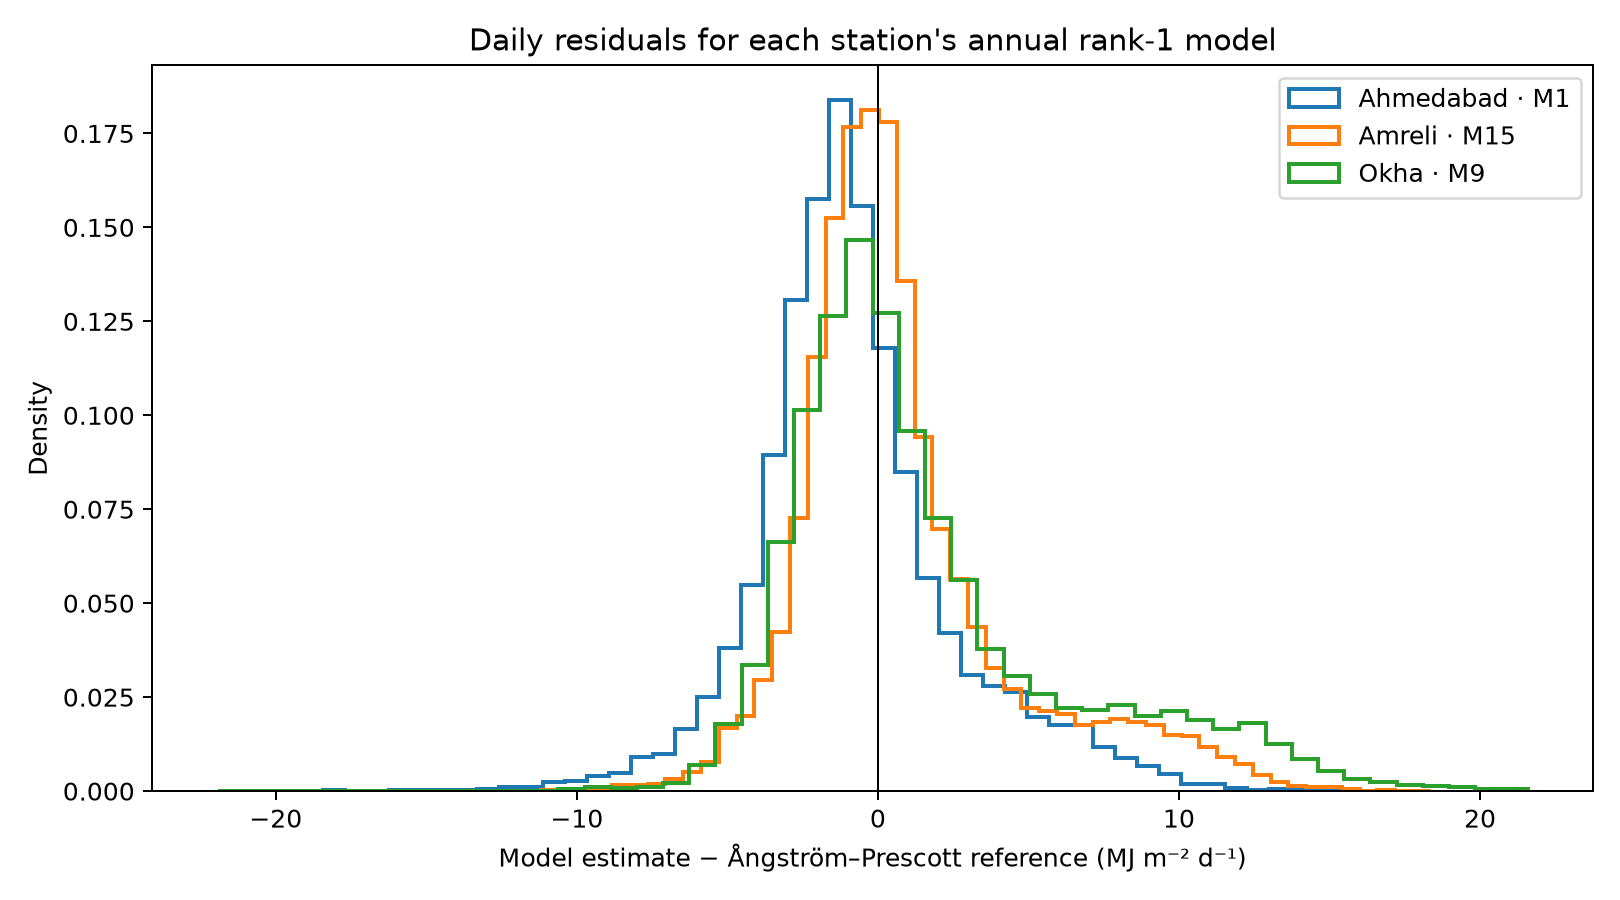 Daily residuals for each station's annual rank-1 model
Ahmedabad · M1
Amreli · M15
Okha · M9
Density
0.175
0.150
0.125
0.100
0.075
0.050
0.025
0.000
−20
−10
0
10
20
Model estimate − Ångström–Prescott reference (MJ m⁻² d⁻¹)